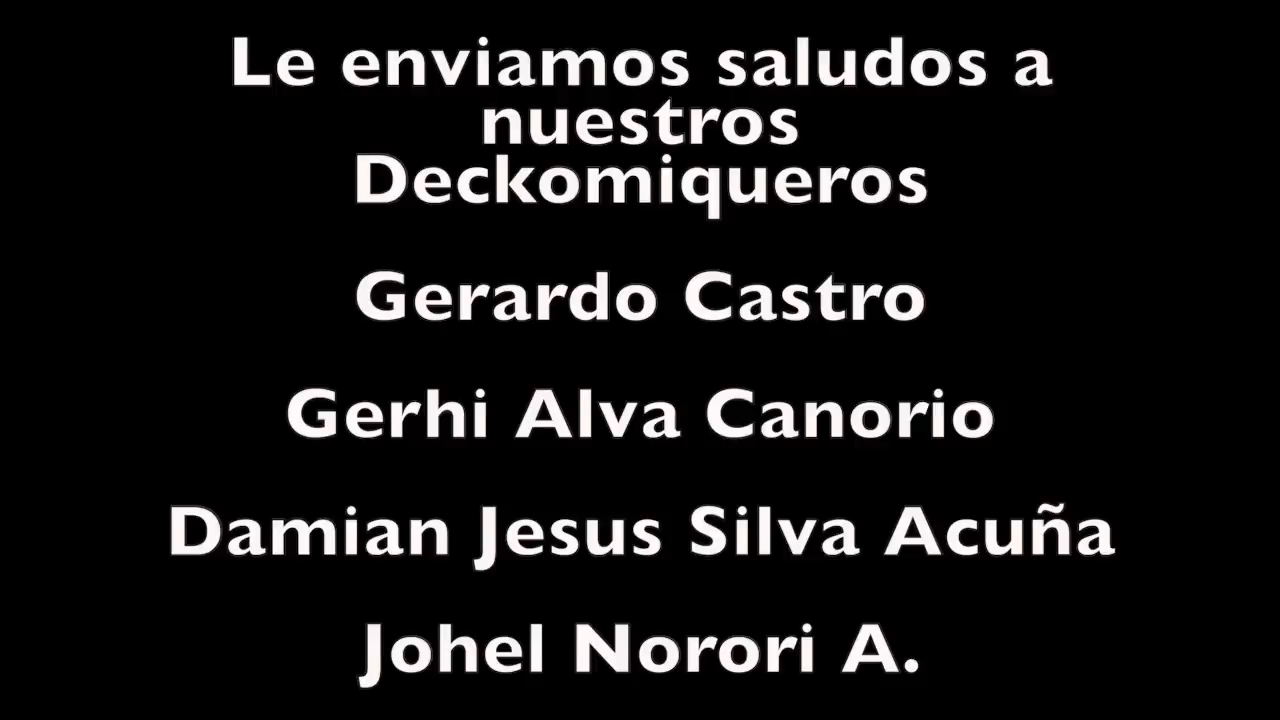 Le enviamos saludos a
nuestros
Deckomiqueros
Gerardo Castro
Gerhi Alva Canorio
Damian Jesus Silva Acuña
Johel Norori A.